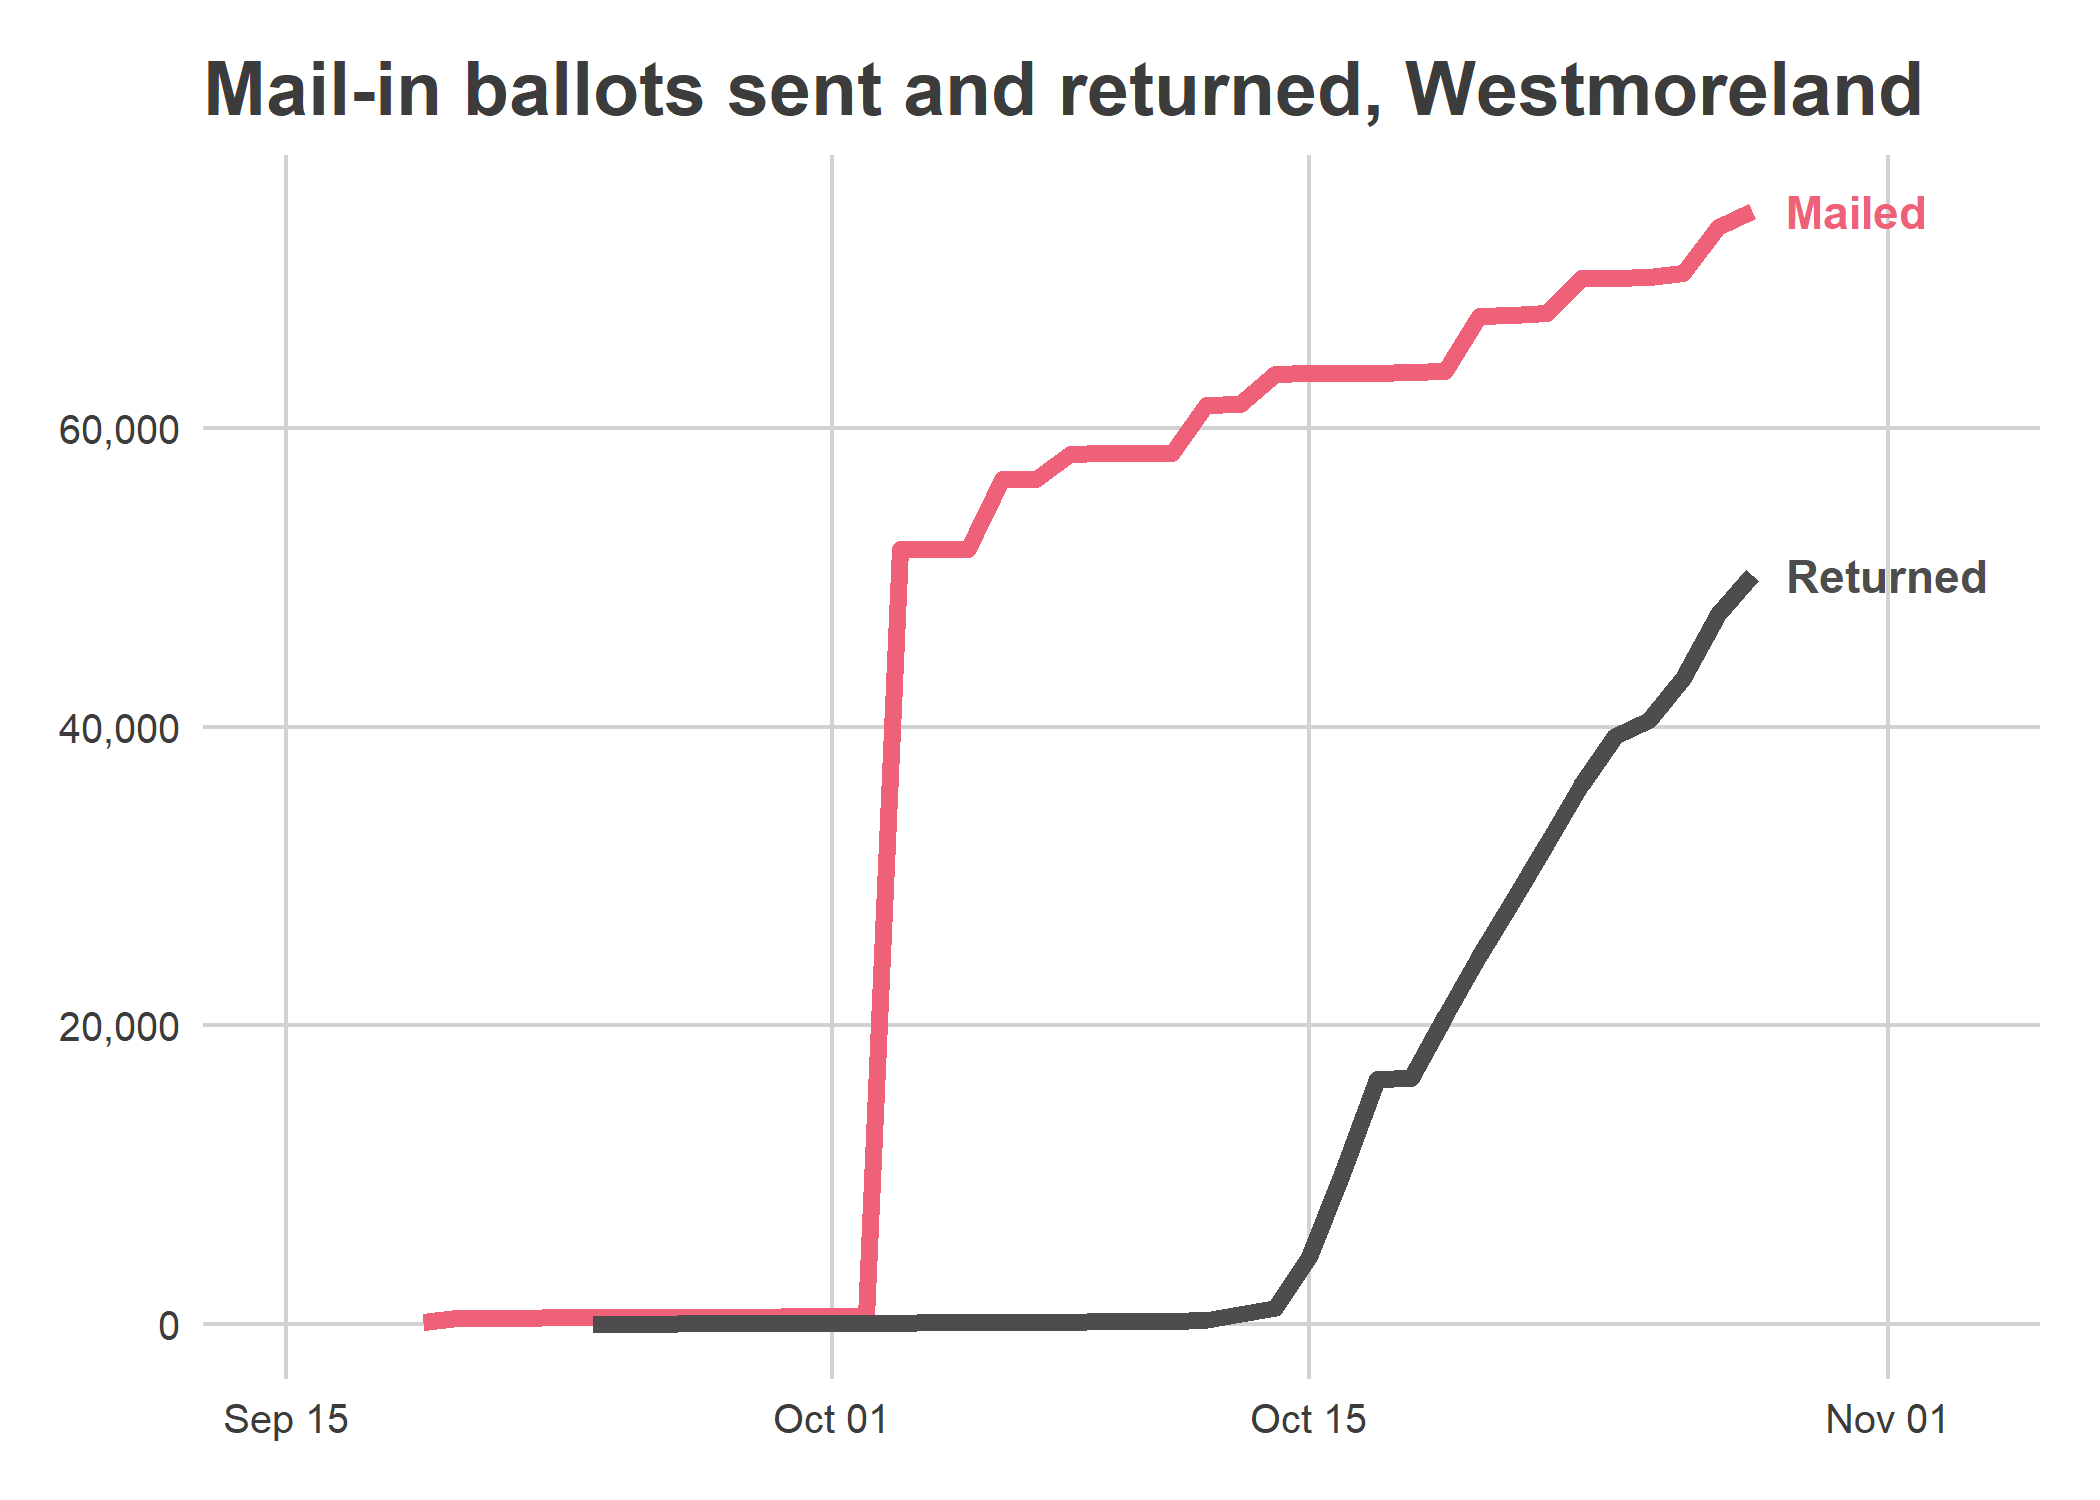 Mail-in ballots sent and returned, Westmoreland
Mailed
60,000
Returned
40,000
20,000
0
Sep 15
Oct 01
Oct 15
Nov 01